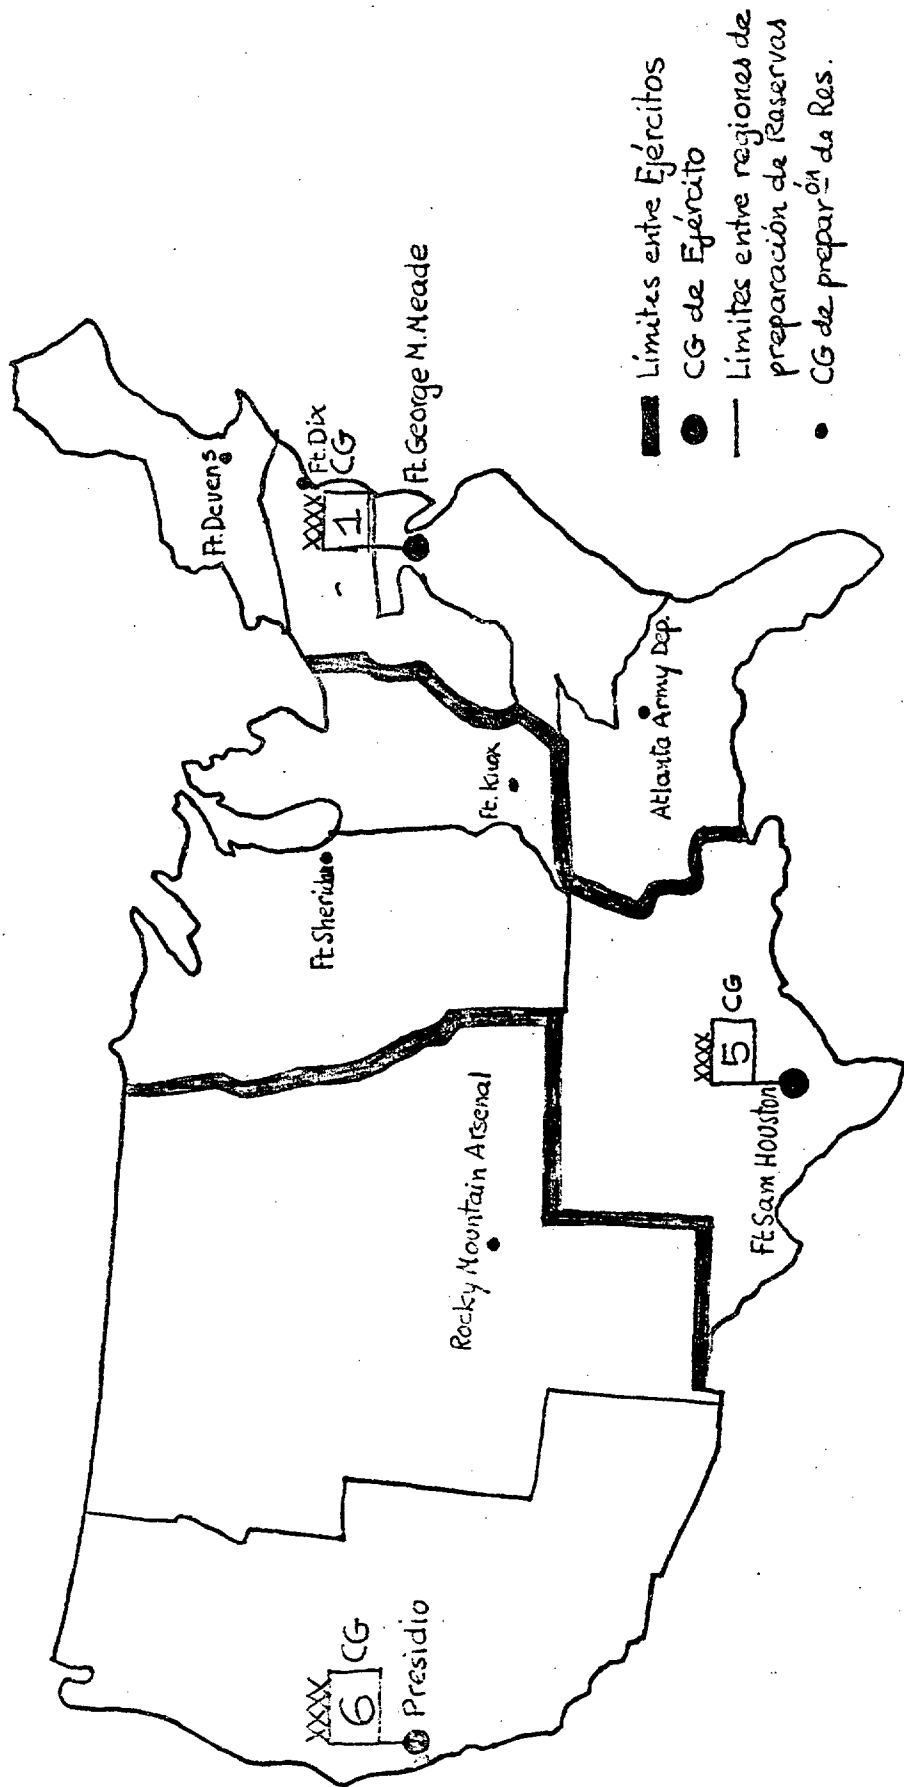 Ft. Devens
Ft. Dix
XXXX
CG
1
Ft. George M. Meade
Ft. Sheridan
Ft. Knox
Atlanta Army Dep.
Rocky Mountain Arsenal
XXXX
CG
6
Presidio
XXX
CG
5
Ft. Sam Houston
Límites entre Ejércitos
CG de Ejército
Límites entre regiones de
preparación de Reservas
CG de preparón de Res.